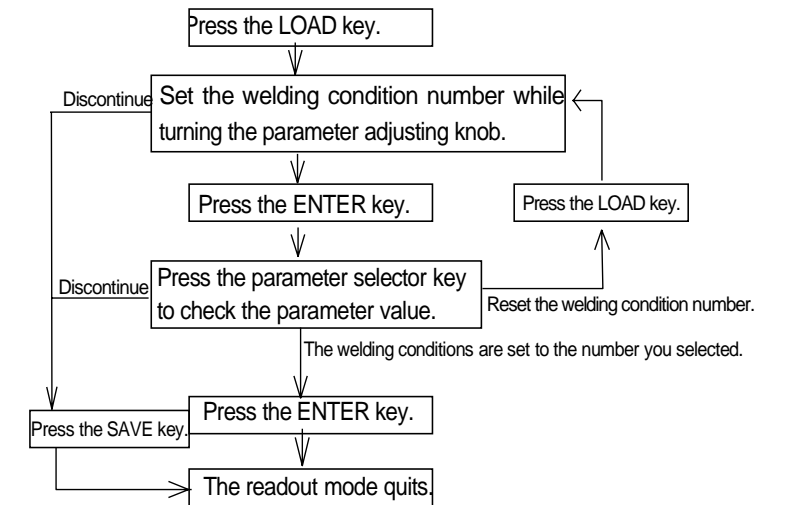 Press the LOAD key.
Discontinue
Set the welding condition number while
turning the parameter adjusting knob.
Press the ENTER key.
Press the LOAD key.
Discontinue
Press the parameter selector key
to check the parameter value.
Reset the welding condition number.
The welding conditions are set to the number you selected.
Press the SAVE key.
Press the ENTER key.
The readout mode quits.